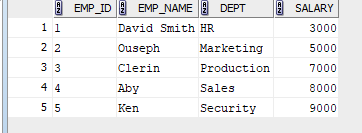 EMP_ID EMP_NAME DEPT SALARY
1 1 David Smith HR 3000
2 2 Ouseph Marketing 5000
3 3 Clerin Production 7000
4 4 Aby Sales 8000
5 5 Ken Security 9000